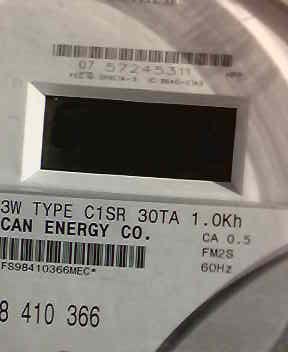 07 57245311
3W TYPE C1SR 30TA 1.0Kh
CAN ENERGY CO.
CA 0.5
FM2S
FS98410366MEC*
60Hz
8 410 366